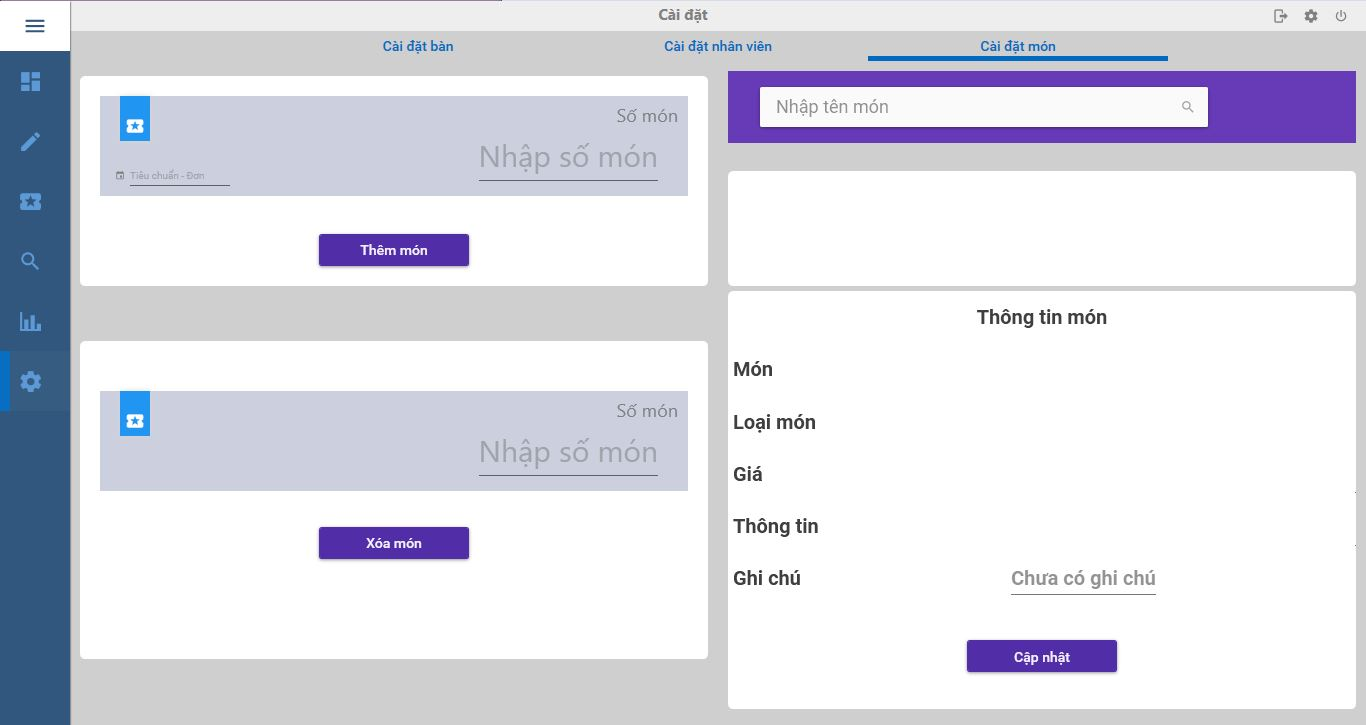 Cài đặt
Cài đặt bàn
Cài đặt nhân viên
Cài đặt món
Số món
Nhập số món
Tiêu chuẩn - Đơn
Thêm món
Số món
Nhập số món
Xóa món
Nhập tên món
Thông tin món
Món
Loại món
Giá
Thông tin
Ghi chú Chưa có ghi chú
Cập nhật